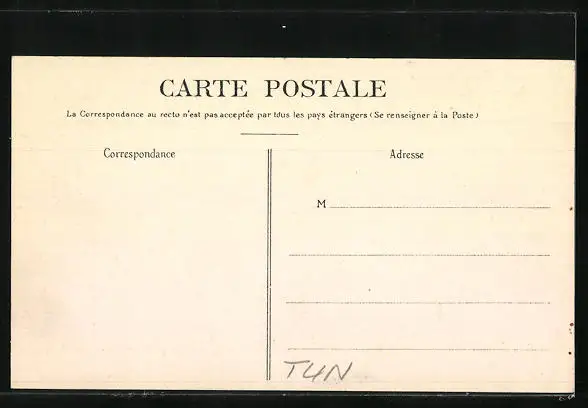 CARTE POSTALE
La Correspondance au recto n'est pas acceptée par tous les pays étrangers (Se renseigner à la Poste)
Correspondance
Adresse
M
TUN